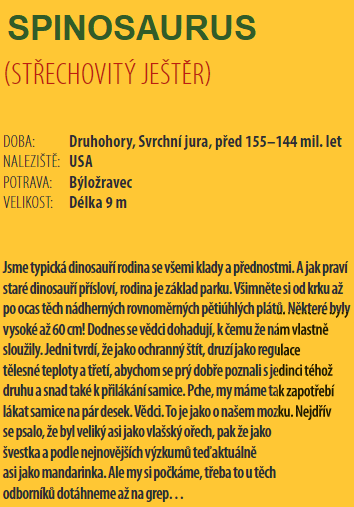 SPINOSAURUS
(STŘECHOVITÝ JEŠTĚR)
DOBA: Druhohory, Svrchní jura, před 155–144 mil. let
NALEZIŠTĚ: USA
POTRAVA: Býložravec
VELIKOST: Délka 9 m
Jsme typická dinosauří rodina se všemi klady a přednostmi. A jak praví
staré dinosauří přísloví, rodina je základ parku. Všimněte si od krku až
po ocas těch nádherných rovnoměrných pětiúhlých plátů. Některé byly
vysoké až 60 cm! Dodnes se vědci dohadují, k čemu že nám vlastně
sloužily. Jedni tvrdí, že jako ochranný štít, druzí jako regulace
tělesné teploty a třetí, abychom se prý dobře poznali s jedinci téhož
druhu a snad také k přilákání samice. Pche, my máme tak zapotřebí
lákat samice na pár desek. Vědci. To je jako o našem mozku. Nejdřív
se psalo, že byl veliký asi jako vlašský ořech, pak že jako
švestka a podle nejnovějších výzkumů teď aktuálně
asi jako mandarinka. Ale my si počkáme, třeba to u těch
odborníků dotáhneme až na grep...